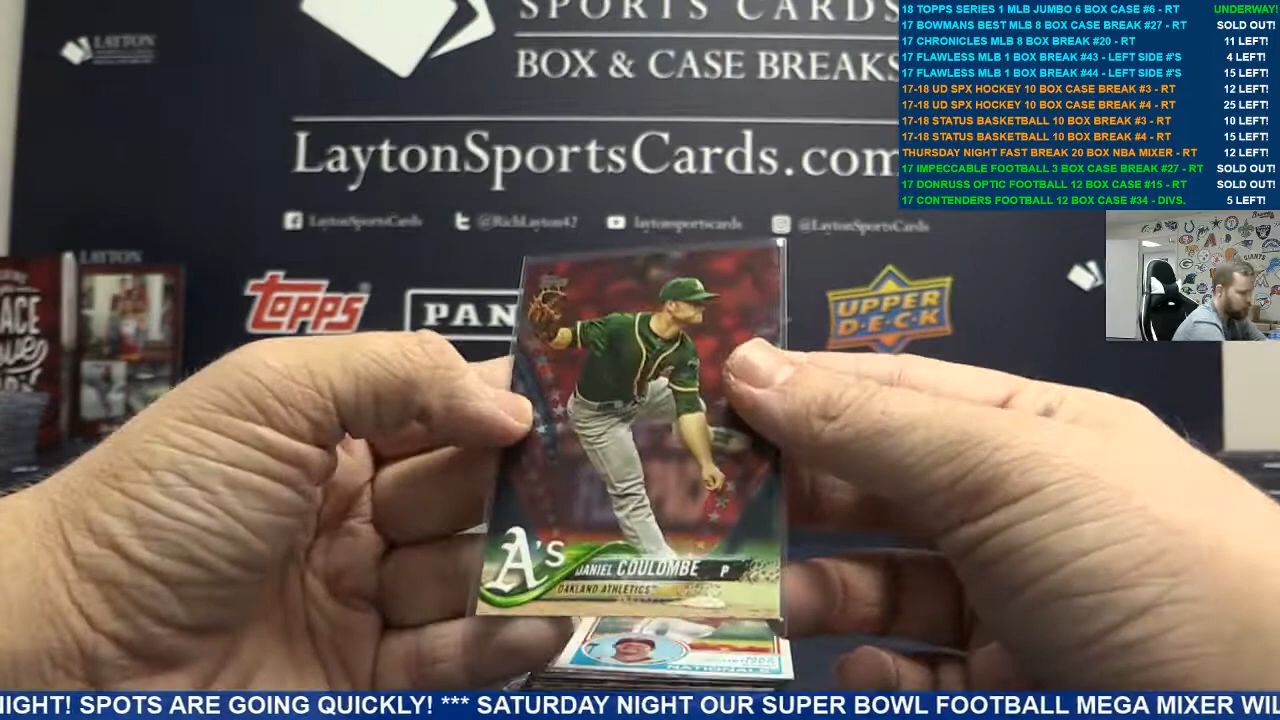 SPORTS CARDS
BOX & CASE BREAKS
LaytonSportsCards.com
LaytonSportsCards
@RichLayton42
laytonsportscards
@LaytonSportsCards
LAYTON
LAYTON
TOPPS
PAN
UPPER
DECK
18 TOPPS SERIES 1 MLB JUMBO 6 BOX CASE #6 - RT UNDERWAY!
17 BOWMANS BEST MLB 8 BOX CASE BREAK #27 - RT SOLD OUT!
17 CHRONICLES MLB 8 BOX BREAK #20 - RT 11 LEFT!
17 FLAWLESS MLB 1 BOX BREAK #43 - LEFT SIDE #'S 4 LEFT!
17 FLAWLESS MLB 1 BOX BREAK #44 - LEFT SIDE #'S 15 LEFT!
17-18 UD SPX HOCKEY 10 BOX CASE BREAK #3 - RT 12 LEFT!
17-18 UD SPX HOCKEY 10 BOX CASE BREAK #4 - RT 25 LEFT!
17-18 STATUS BASKETBALL 10 BOX BREAK #3 - RT 10 LEFT!
17-18 STATUS BASKETBALL 10 BOX BREAK #4 - RT 15 LEFT!
THURSDAY NIGHT FAST BREAK 20 BOX NBA MIXER - RT 12 LEFT!
17 IMPECCABLE FOOTBALL 3 BOX CASE BREAK #27 - RT SOLD OUT!
17 DONRUSS OPTIC FOOTBALL 12 BOX CASE #15 - RT SOLD OUT!
17 CONTENDERS FOOTBALL 12 BOX CASE #34 - DIVS. 5 LEFT!
GIANTS
A's
DANIEL COULOMBE P
OAKLAND ATHLETICS
NATIONALS
NIGHT! SPOTS ARE GOING QUICKLY! *** SATURDAY NIGHT OUR SUPER BOWL FOOTBALL MEGA MIXER WIL